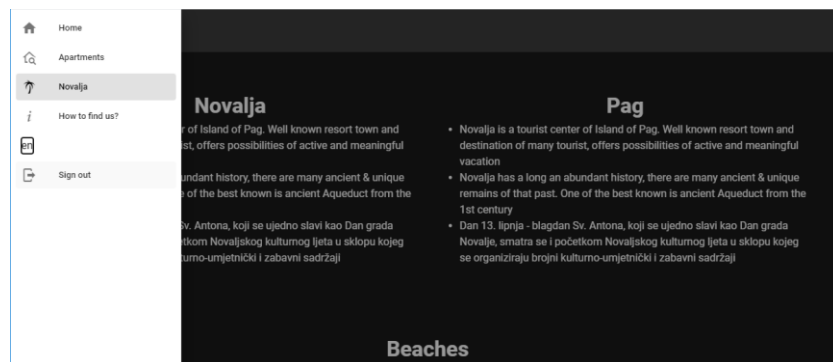 Home
Apartments
Novalja
How to find us?
en
Sign out
Novalja
r of Island of Pag. Well known resort town and
ist, offers possibilities of active and meaningful
undant history, there are many ancient & unique
e of the best known is ancient Aqueduct from the
Sv. Antona, koji se ujedno slavi kao Dan grada
etkom Novaljskog kulturnog ljeta u sklopu kojeg
turno-umjetnički i zabavni sadržaji
Pag
• Novalja is a tourist center of Island of Pag. Well known resort town and
destination of many tourist, offers possibilities of active and meaningful
vacation
• Novalja has a long an abundant history, there are many ancient & unique
remains of that past. One of the best known is ancient Aqueduct from the
1st century
• Dan 13. lipnja - blagdan Sv. Antona, koji se ujedno slavi kao Dan grada
Novalje, smatra se i početkom Novaljskog kulturnog ljeta u sklopu kojeg
se organiziraju brojni kulturno-umjetnički i zabavni sadržaji
Beaches